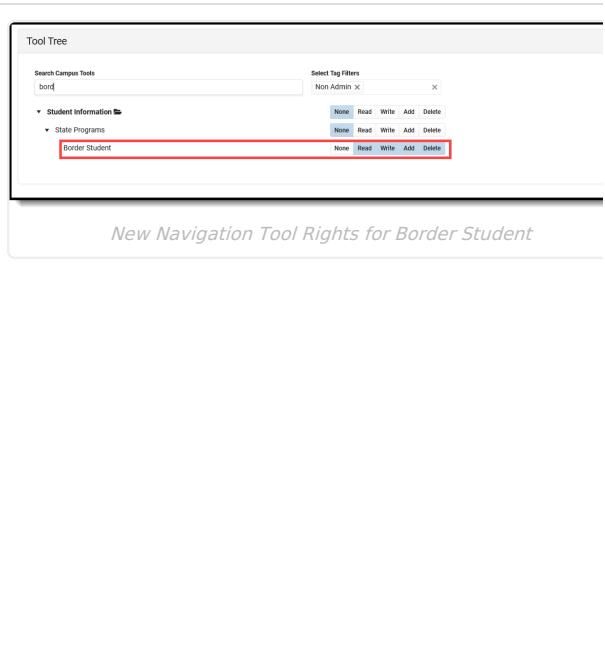 Tool Tree
Search Campus Tools
Select Tag Filters
bord
Non Admin ×
×
Student Information
None Read Write Add Delete
State Programs
None Read Write Add Delete
Border Student
None Read Write Add Delete
New Navigation Tool Rights for Border Student